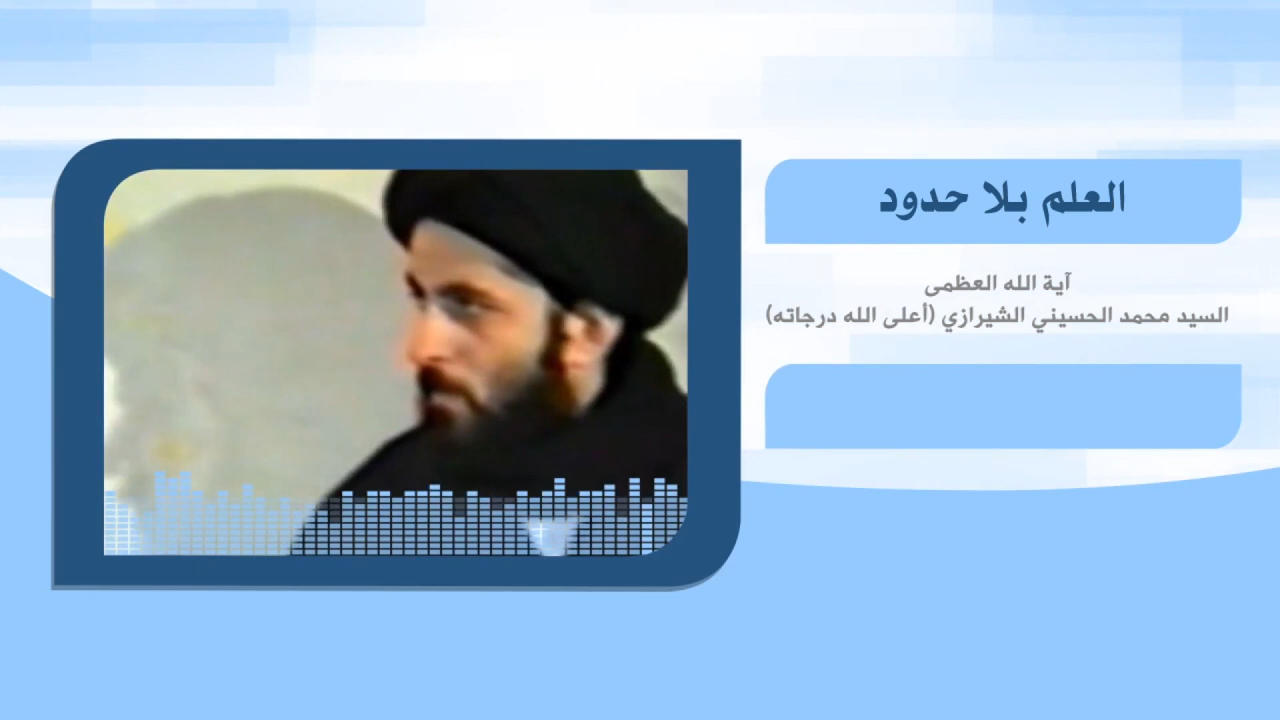 العلم بلا حدود
آية الله العظمى
السيد محمد الحسيني الشيرازي (أعلى الله درجاته)